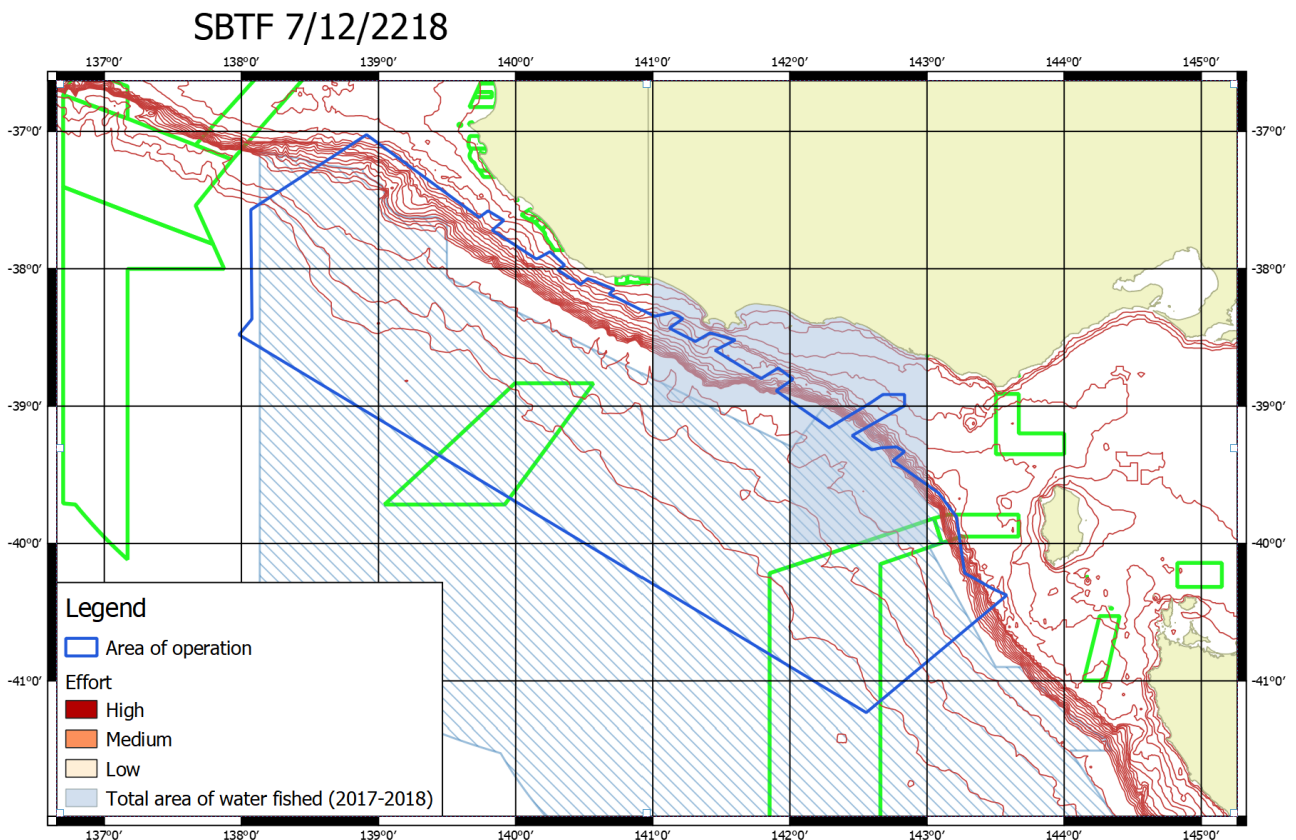 SBTF 7/12/2218
137°0' 138°0' 139°0' 140°0' 141°0' 142°0' 143°0' 144°0' 145°0'
-37°0' -37°0'
-38°0' -38°0'
-39°0' -39°0'
-40°0' -40°0'
-41°0' -41°0'
Legend
Area of operation
Effort
High
Medium
Low
Total area of water fished (2017-2018)
137°0' 138°0' 139°0' 140°0' 141°0' 142°0' 143°0' 144°0' 145°0'